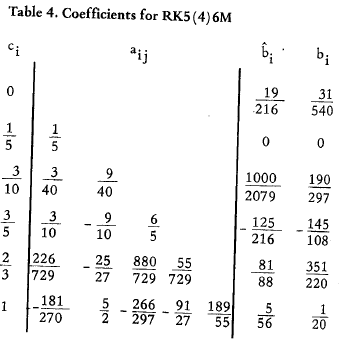 Table 4. Coefficients for RK5(4)6M
c_i a_ij b̂_i b_i
0 19/216 31/540
1/5 1/5 0 0
3/10 3/40 9/40 1000/2079 190/297
3/5 3/10 -9/10 6/5 -125/216 -145/108
2/3 226/729 -25/27 880/729 55/729 81/88 351/220
1 -181/270 5/2 -266/297 -91/27 189/55 5/56 1/20